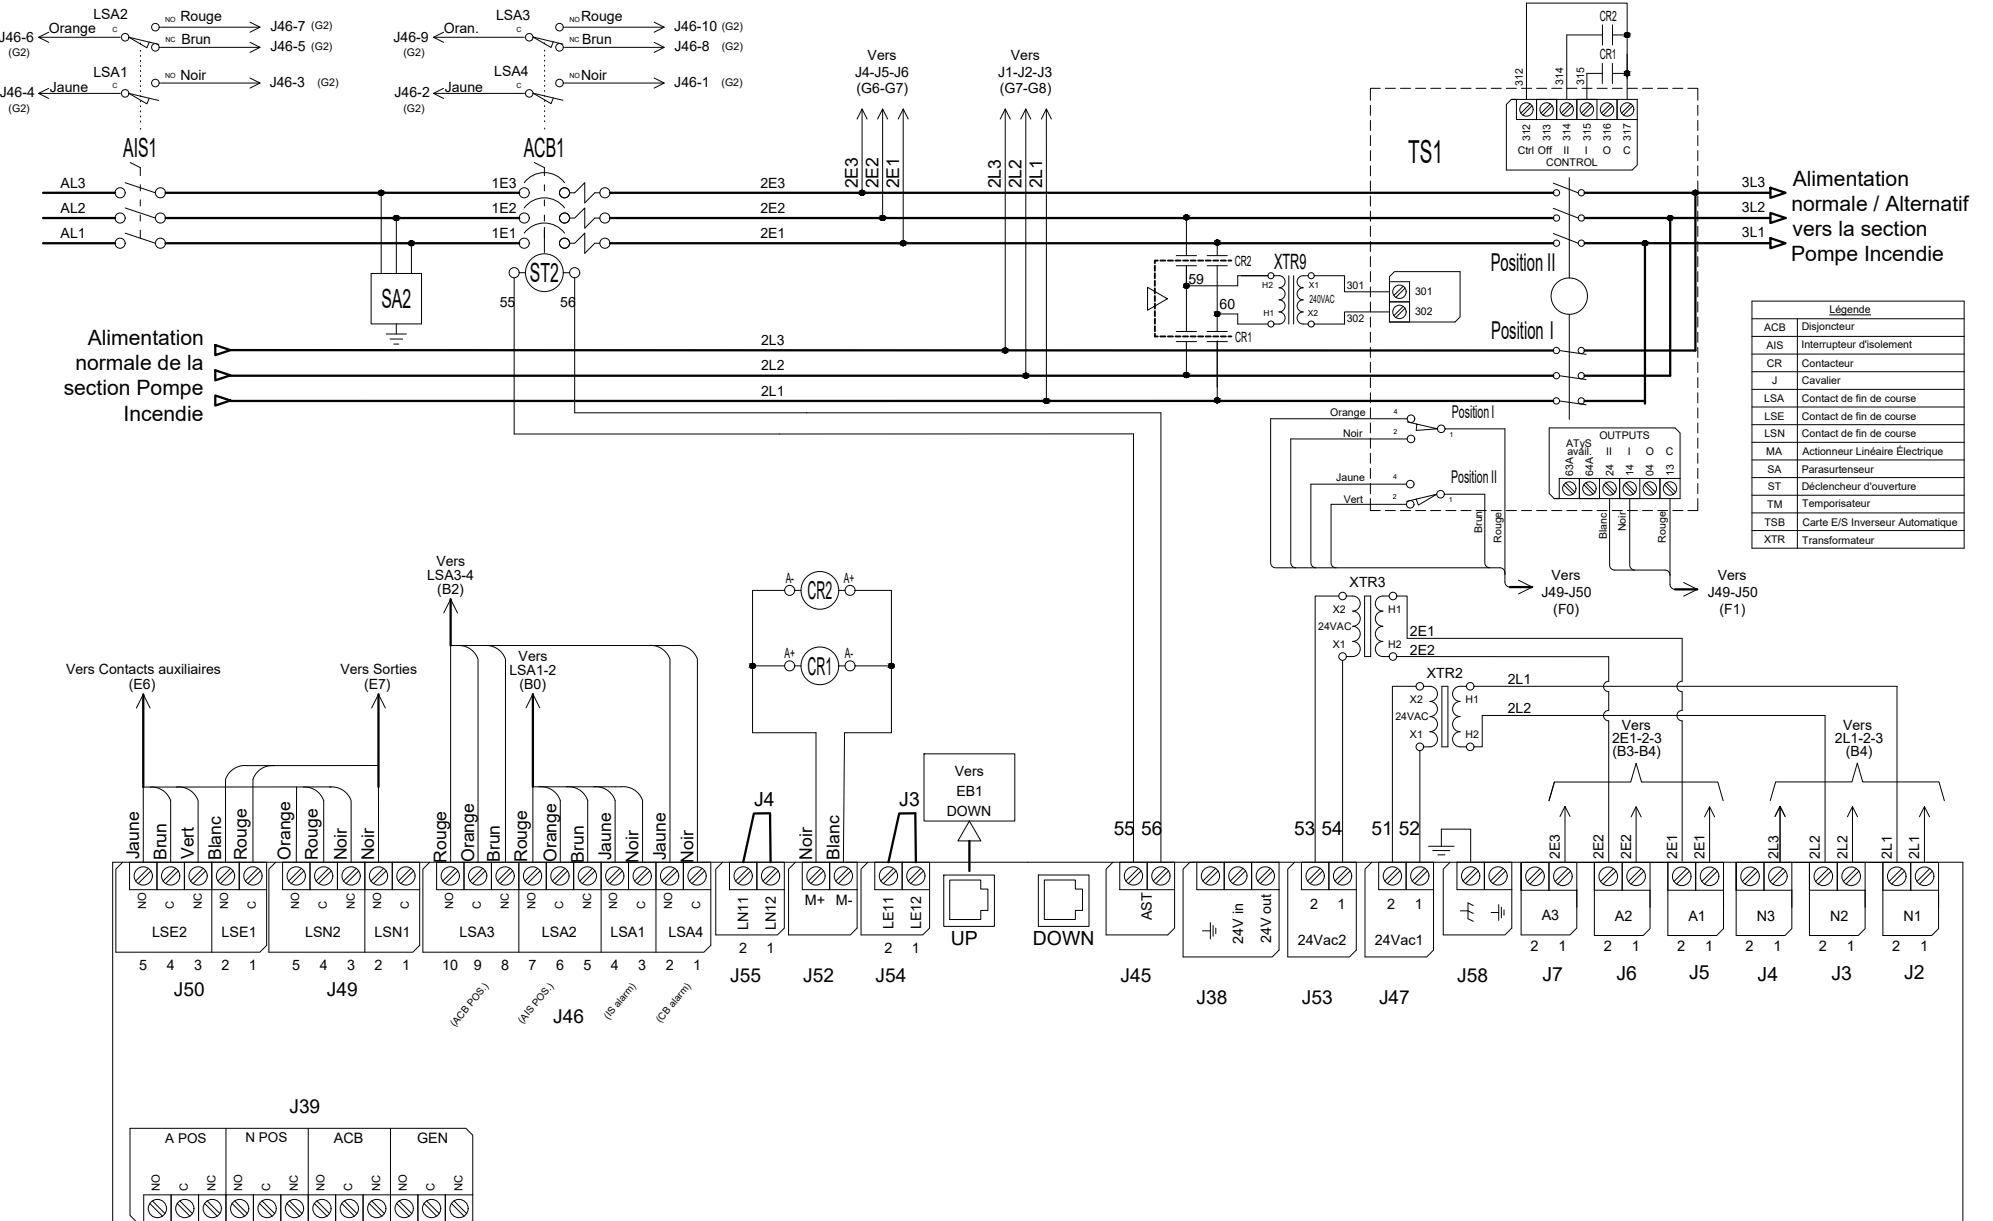 LSA2
NO Rouge
J46-7 (G2)
J46-6
(G2)
Orange
C
NC Brun
J46-5 (G2)
LSA1
NO Noir
J46-3 (G2)
J46-4
(G2)
Jaune
C
LSA3
NO Rouge
J46-10 (G2)
J46-9
(G2)
Oran.
C
NC Brun
J46-8 (G2)
LSA4
NO Noir
J46-1 (G2)
J46-2
(G2)
Jaune
C
Vers
J4-J5-J6
(G6-G7)
Vers
J1-J2-J3
(G7-G8)
CR2
CR1
312
314
315
312
313
314
315
316
317
Ctrl Off II I O C
CONTROL
TS1
AIS1
ACB1
2E3
2E2
2E1
2L3
2L2
2L1
AL3
1E3
2E3
3L3
AL2
1E2
2E2
3L2
AL1
1E1
2E1
3L1
Alimentation
normale / Alternatif
vers la section
Pompe Incendie
SA2
ST2
55
56
CR2
59
60
CR1
XTR9
H2
X1
240VAC
H1
X2
301
302
301
302
Position II
Position I
Alimentation
normale de la
section Pompe
Incendie
2L3
2L2
2L1
Légende
ACB Disjoncteur
AIS Interrupteur d'isolement
CR Contacteur
J Cavalier
LSA Contact de fin de course
LSE Contact de fin de course
LSN Contact de fin de course
MA Actionneur Linéaire Électrique
SA Parasurtenseur
ST Déclencheur d'ouverture
TM Temporisateur
TSB Carte E/S Inverseur Automatique
XTR Transformateur
Orange
4
Position I
Noir
2
1
Jaune
4
Position II
Vert
2
1
Brun
Rouge
OUTPUTS
ATyS
avail.
II I O C
63A
64A
24
14
04
13
Blanc
Noir
Rouge
Vers
J49-J50
(F0)
Vers
J49-J50
(F1)
Vers
LSA3-4
(B2)
Vers Contacts auxiliaires
(E6)
Vers Sorties
(E7)
Vers
LSA1-2
(B0)
A-
CR2
A+
A+
CR1
A-
XTR3
X2
H1
24VAC
X1
H2
2E1
2E2
XTR2
X2
H1
24VAC
X1
H2
2L1
2L2
Vers
2E1-2-3
(B3-B4)
Vers
2L1-2-3
(B4)
Vers
EB1
DOWN
J4
J3
Jaune
Brun
Vert
Blanc
Rouge
Orange
Rouge
Noir
Noir
Rouge
Orange
Brun
Rouge
Orange
Brun
Jaune
Noir
Jaune
Noir
Noir
Blanc
55
56
53
54
51
52
2E3
2E2
2E2
2E1
2E1
2L3
2L2
2L2
2L1
2L1
NO
C
NC
NO
C
NO
C
NC
NO
C
NO
C
NC
NO
C
NC
NO
C
NO
C
LSE2
LSE1
LSN2
LSN1
LSA3
LSA2
LSA1
LSA4
LN11
LN12
M+ M-
LE11
LE12
UP
DOWN
AST
24V in
24V out
2 1
24Vac2
2 1
24Vac1
A3
A2
A1
N3
N2
N1
5 4 3 2 1
5 4 3 2 1
10 9 8 7 6 5 4 3 2 1
2 1
2 1
2 1
2 1
2 1
2 1
2 1
2 1
J50
J49
(ACB POS.)
(AIS POS.)
J46
(IS alarm)
(CB alarm)
J55
J52
J54
J45
J38
J53
J47
J58
J7
J6
J5
J4
J3
J2
J39
A POS
N POS
ACB
GEN
NO
C
NC
NO
C
NC
NO
C
NC
NO
C
NC